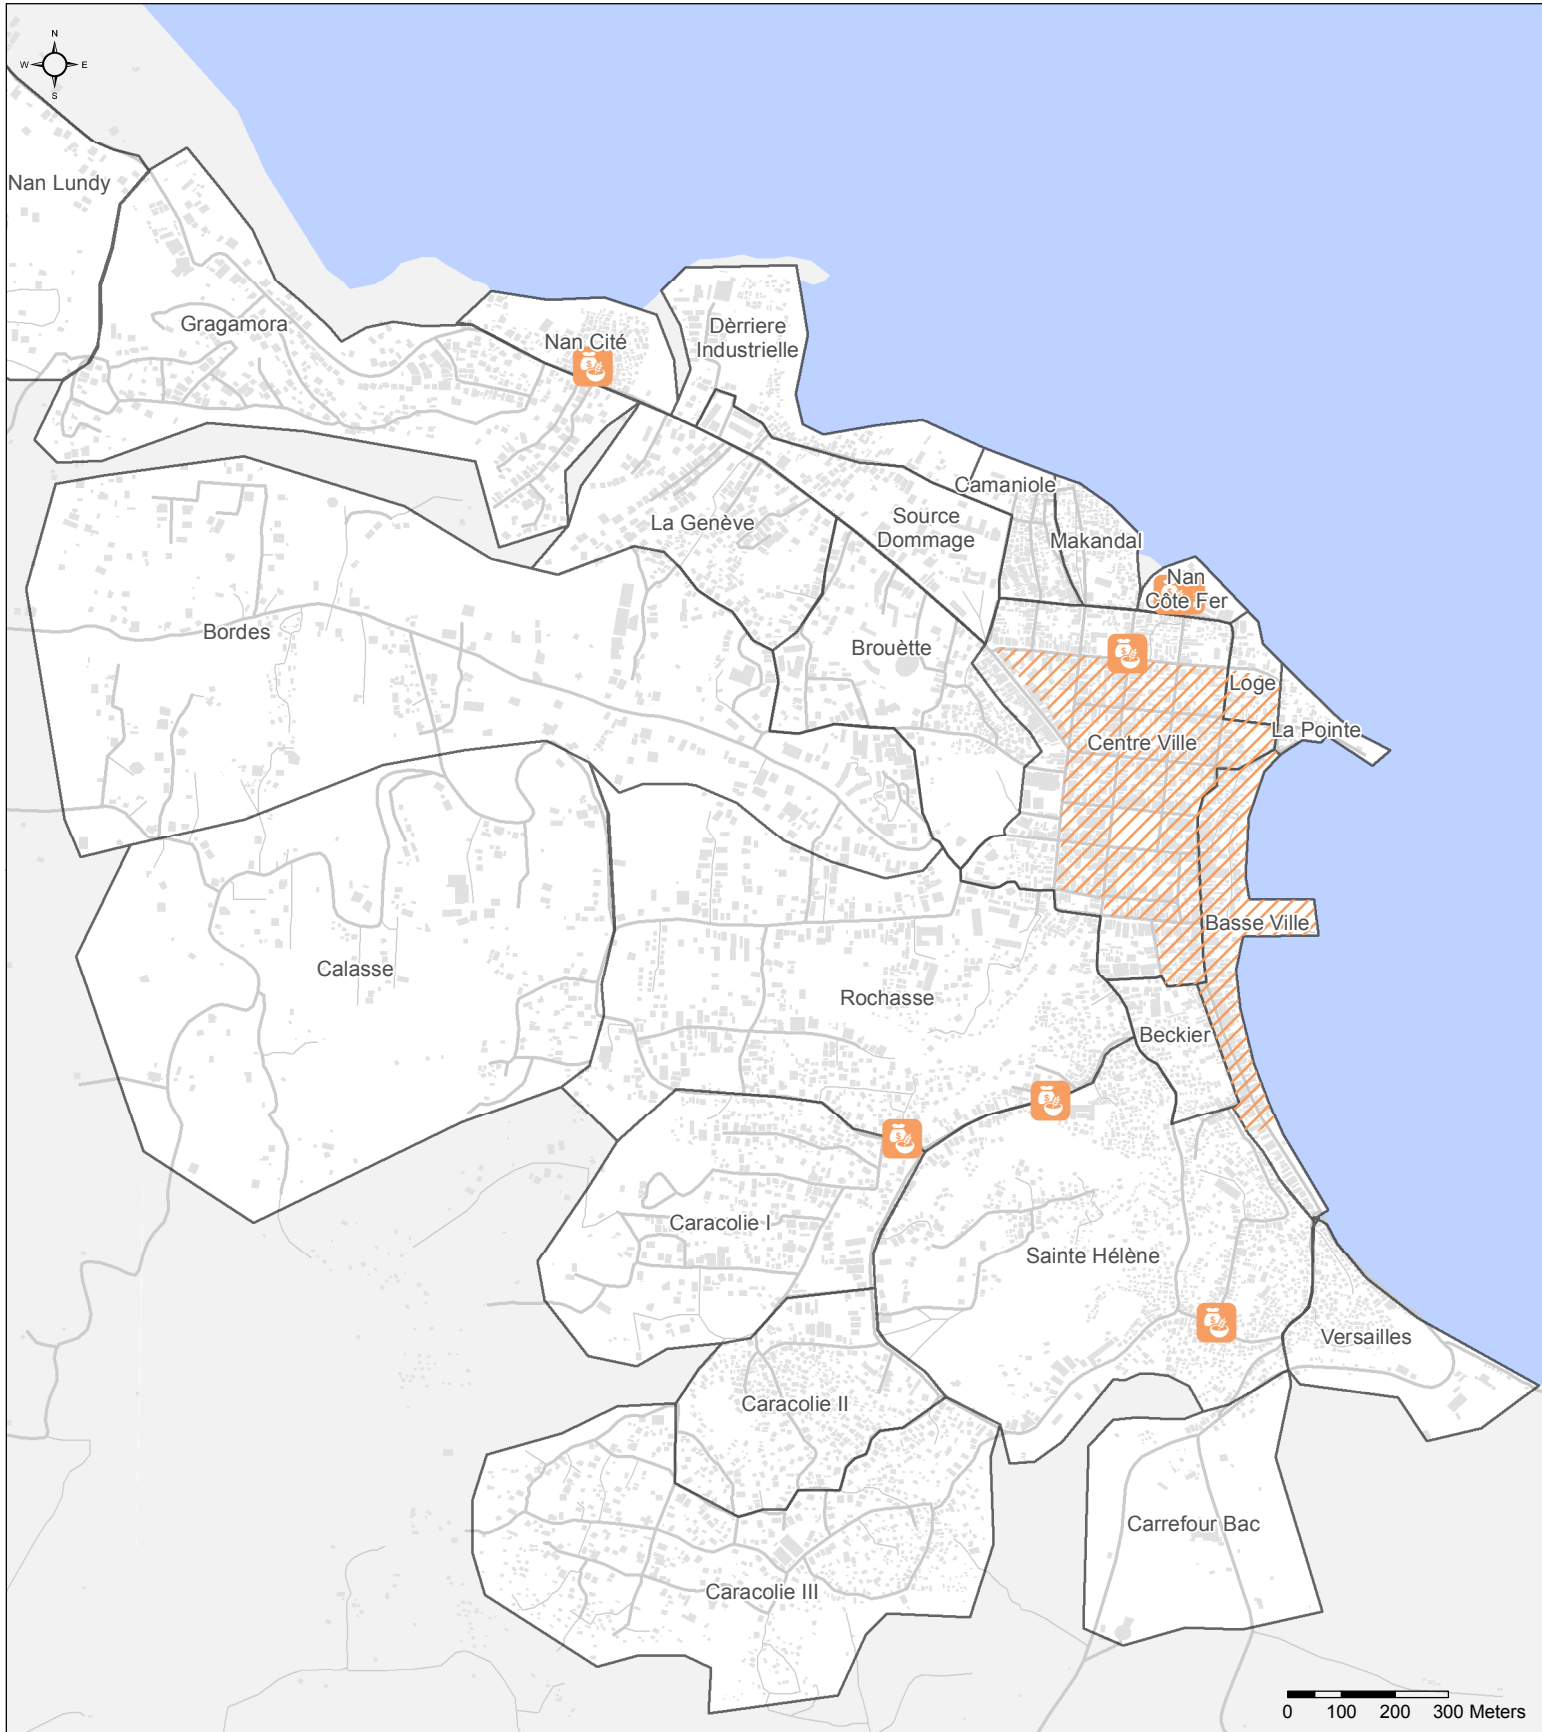 N
W E
S
Nan Lundy
Gragamora
Nan Cité
Dèrriere
Industrielle
Camaniole
La Genève
Source
Dommage
Makandal
Nan
Côte Fer
Bordes
Brouètte
Loge
La Pointe
Centre Ville
Basse Ville
Calasse
Rochasse
Beckier
Caracolie I
Sainte Hélène
Versailles
Caracolie II
Carrefour Bac
Caracolie III
0 100 200 300 Meters